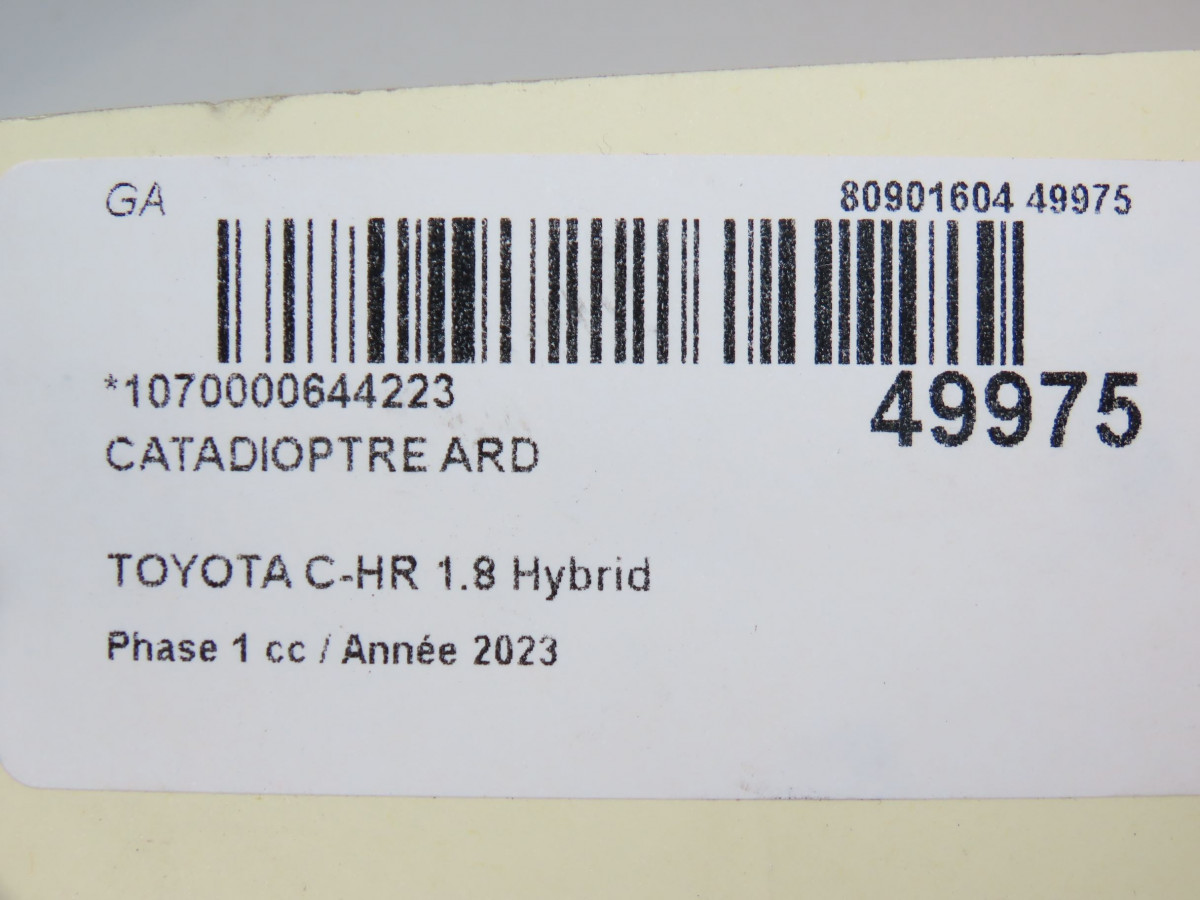 GA
80901604 49975
*1070000644223
49975
CATADIOPTRE ARD
TOYOTA C-HR 1.8 Hybrid
Phase 1 cc / Année 2023